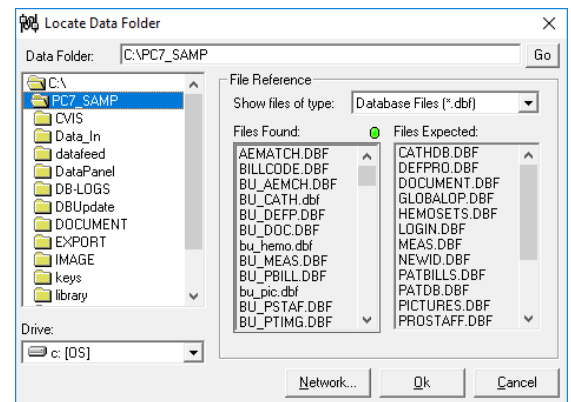 Locate Data Folder
Data Folder: C:\PC7_SAMP Go
C:\
PC7_SAMP
CVIS
Data_In
datafeed
DataPanel
DB-LOGS
DBUpdate
DOCUMENT
EXPORT
IMAGE
keys
library
Drive:
c: [OS]
File Reference
Show files of type: Database Files (*.dbf)
Files Found:
AEMATCH.DBF
BILLCODE.DBF
BU_AEMCH.DBF
BU_CATH.dbf
BU_DEFP.DBF
BU_DOC.DBF
bu_hemo.dbf
BU_MEAS.DBF
BU_PBILL.DBF
bu_pic.dbf
BU_PSTAF.DBF
BU_PTIMG.DBF
Files Expected:
CATHDB.DBF
DEFPRO.DBF
DOCUMENT.DBF
GLOBALOP.DBF
HEMOSETS.DBF
LOGIN.DBF
MEAS.DBF
NEWID.DBF
PATBILLS.DBF
PATDB.DBF
PICTURES.DBF
PROSTAFF.DBF
Network... Ok Cancel